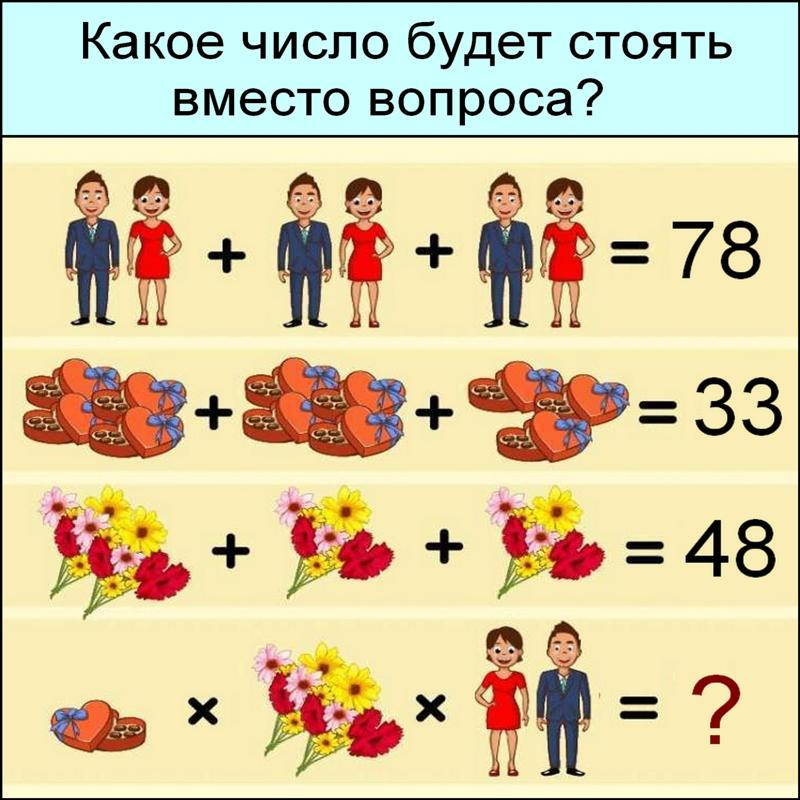 Какое число будет стоять
вместо вопроса?
+ + = 78
+ + = 33
+ + = 48
× × = ?